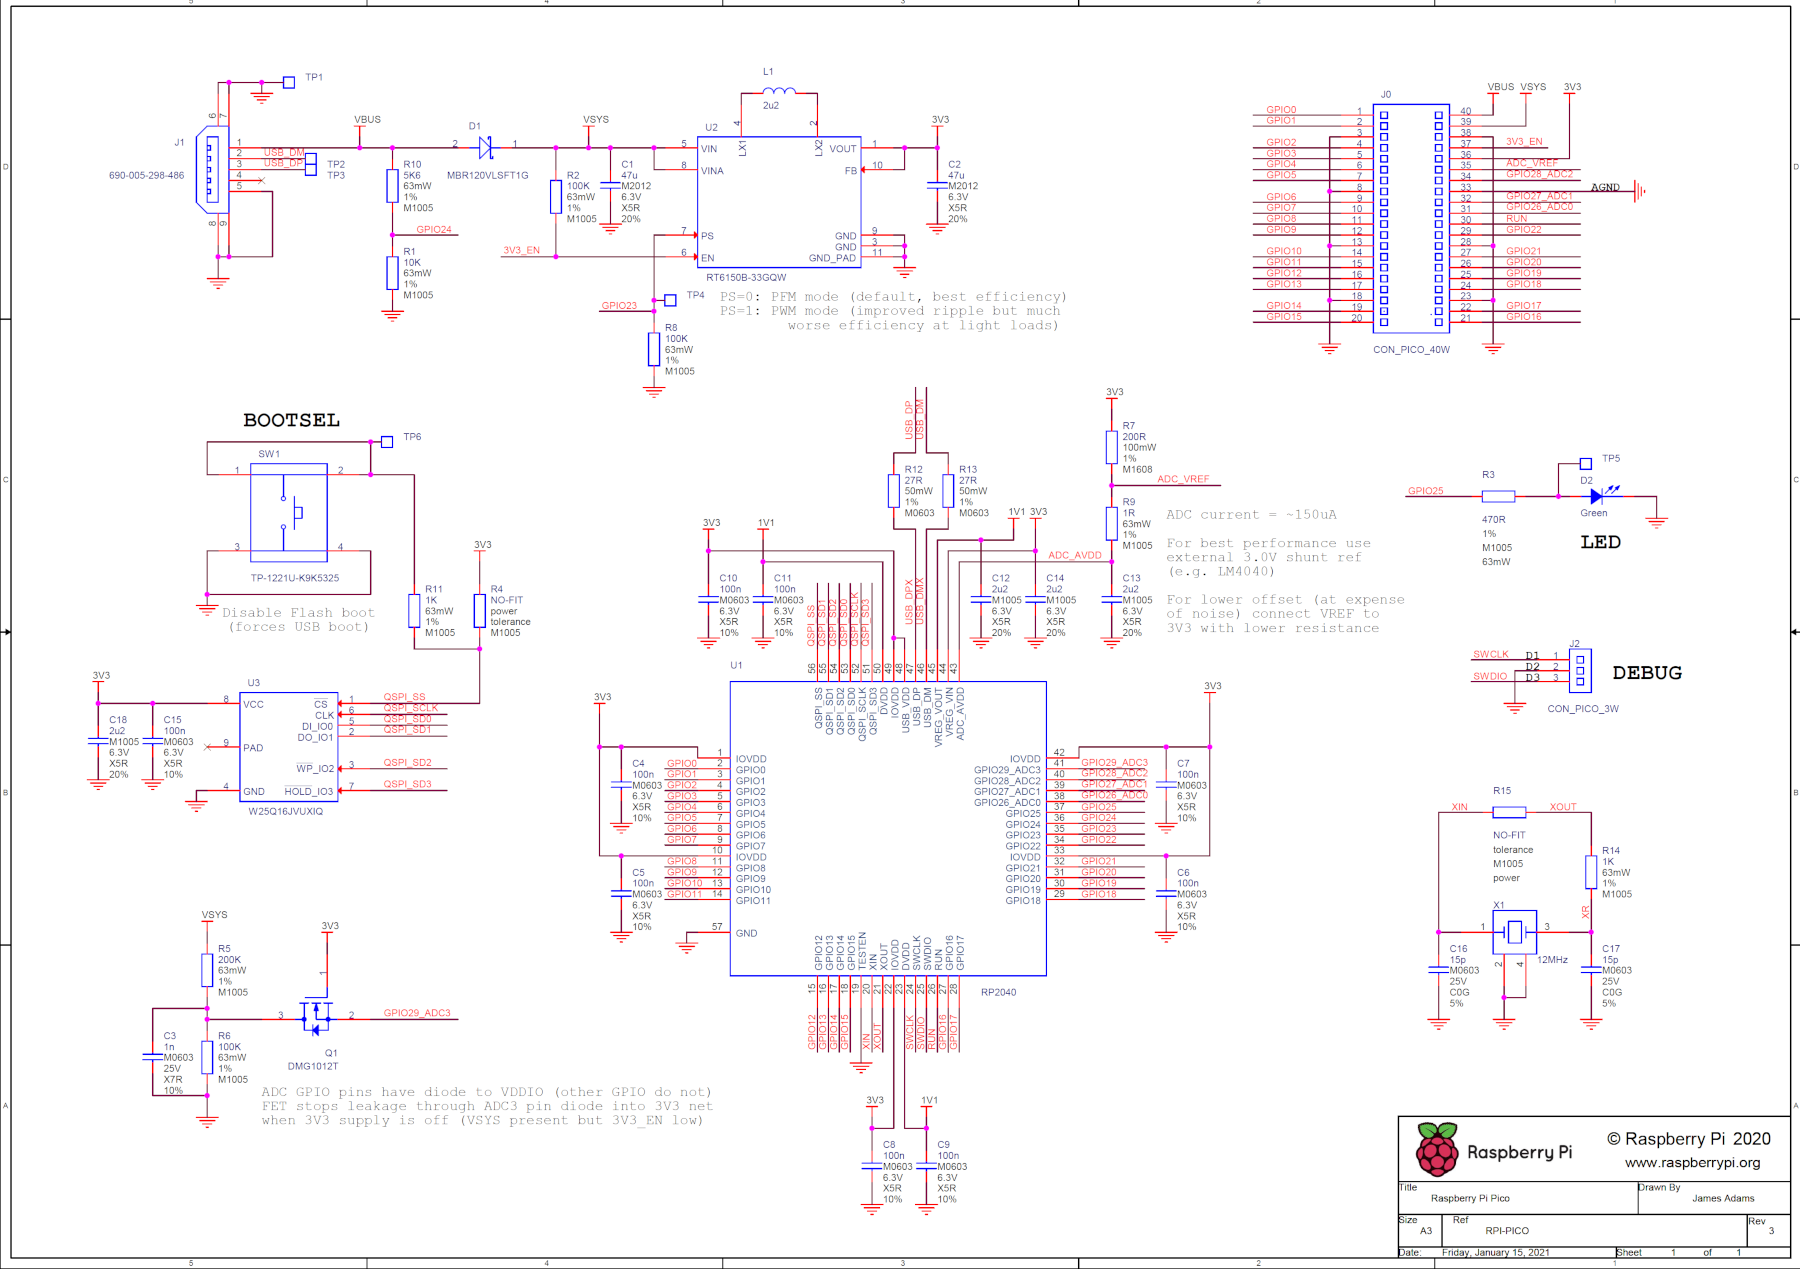 5
4
3
2
1
D
C
B
A
TP1
6
7
J1
1
2
3
4
5
USB_DM
USB_DP
TP2
TP3
690-005-298-486
8
9
VBUS
R10
5K6
63mW
1%
M1005
GPIO24
R1
10K
63mW
1%
M1005
D1
2
1
MBR120VLSFT1G
VSYS
R2
100K
63mW
1%
M1005
C1
47u
M2012
6.3V
X5R
20%
3V3_EN
L1
2u2
4
2
U2
LX1
LX2
5
VIN
8
VINA
7
PS
6
EN
VOUT
1
FB
10
GND
9
GND
3
GND_PAD
11
RT6150B-33GQW
3V3
C2
47u
M2012
6.3V
X5R
20%
GPIO23
TP4
R8
100K
63mW
1%
M1005
PS=0: PFM mode (default, best efficiency)
PS=1: PWM mode (improved ripple but much
worse efficiency at light loads)
J0
VBUS
VSYS
3V3
GPIO0 1
GPIO1 2
3
GPIO2 4
GPIO3 5
GPIO4 6
GPIO5 7
8
GPIO6 9
GPIO7 10
GPIO8 11
GPIO9 12
13
GPIO10 14
GPIO11 15
GPIO12 16
GPIO13 17
18
GPIO14 19
GPIO15 20
40
39
38
37 3V3_EN
36
35 ADC_VREF
34 GPIO28_ADC2
33 AGND
32 GPIO27_ADC1
31 GPIO26_ADC0
30 RUN
29 GPIO22
28
27 GPIO21
26 GPIO20
25 GPIO19
24 GPIO18
23
22 GPIO17
21 GPIO16
CON_PICO_40W
BOOTSEL
TP6
SW1
1
2
3
4
TP-1221U-K9K5325
Disable Flash boot
(forces USB boot)
R11
1K
63mW
1%
M1005
3V3
R4
NO-FIT
power
tolerance
M1005
3V3
C18
2u2
M1005
6.3V
X5R
20%
C15
100n
M0603
6.3V
X5R
10%
U3
8
VCC
9
PAD
4
GND
CS 1 QSPI_SS
CLK 6 QSPI_SCLK
DI_IO0 5 QSPI_SD0
DO_IO1 2 QSPI_SD1
WP_IO2 3 QSPI_SD2
HOLD_IO3 7 QSPI_SD3
W25Q16JVUXIQ
USB_DP
USB_DM
R12
27R
50mW
1%
M0603
R13
27R
50mW
1%
M0603
3V3
R7
200R
100mW
1%
M1608
ADC_VREF
R9
1R
63mW
1%
M1005
ADC_AVDD
ADC current = ~150uA
For best performance use
external 3.0V shunt ref
(e.g. LM4040)
For lower offset (at expense
of noise) connect VREF to
3V3 with lower resistance
3V3
1V1
1V1
3V3
C10
100n
M0603
6.3V
X5R
10%
C11
100n
M0603
6.3V
X5R
10%
QSPI_SS
QSPI_SD1
QSPI_SD2
QSPI_SD0
QSPI_SCLK
QSPI_SD3
USB_DPX
USB_DMX
C12
2u2
M1005
6.3V
X5R
20%
C14
2u2
M1005
6.3V
X5R
20%
C13
2u2
M1005
6.3V
X5R
20%
GPIO25
R3
470R
1%
M1005
63mW
TP5
D2
Green
LED
J2
SWCLK D1 1
D2 2
SWDIO D3 3
CON_PICO_3W
DEBUG
U1
56 QSPI_SS
55 QSPI_SD1
54 QSPI_SD2
53 QSPI_SD0
52 QSPI_SCLK
51 QSPI_SD3
50 DVDD
49 IOVDD
48 USB_VDD
47 USB_DP
46 USB_DM
45 VREG_VOUT
44 VREG_VIN
43 ADC_AVDD
3V3
3V3
C4
100n
M0603
6.3V
X5R
10%
C5
100n
M0603
6.3V
X5R
10%
1 IOVDD
GPIO0 2 GPIO0
GPIO1 3 GPIO1
GPIO2 4 GPIO2
GPIO3 5 GPIO3
GPIO4 6 GPIO4
GPIO5 7 GPIO5
GPIO6 8 GPIO6
GPIO7 9 GPIO7
10 IOVDD
GPIO8 11 GPIO8
GPIO9 12 GPIO9
GPIO10 13 GPIO10
GPIO11 14 GPIO11
57 GND
IOVDD 42
GPIO29_ADC3 41 GPIO29_ADC3
GPIO28_ADC2 40 GPIO28_ADC2
GPIO27_ADC1 39 GPIO27_ADC1
GPIO26_ADC0 38 GPIO26_ADC0
GPIO25 37 GPIO25
GPIO24 36 GPIO24
GPIO23 35 GPIO23
GPIO22 34 GPIO22
IOVDD 33
GPIO21 32 GPIO21
GPIO20 31 GPIO20
GPIO19 30 GPIO19
GPIO18 29 GPIO18
C7
100n
M0603
6.3V
X5R
10%
C6
100n
M0603
6.3V
X5R
10%
GPIO12 15 GPIO12
GPIO13 16 GPIO13
GPIO14 17 GPIO14
GPIO15 18 GPIO15
TESTEN 19
XIN 20 XIN
XOUT 21 XOUT
IOVDD 22
DVDD 23
SWCLK 24 SWCLK
SWDIO 25 SWDIO
RUN 26 RUN
GPIO16 27 GPIO16
GPIO17 28 GPIO17
RP2040
3V3
1V1
C8
100n
M0603
6.3V
X5R
10%
C9
100n
M0603
6.3V
X5R
10%
R15
XIN
XOUT
NO-FIT
tolerance
M1005
power
R14
1K
63mW
1%
M1005
XR
X1
1
3
2
4
12MHz
C16
15p
M0603
25V
C0G
5%
C17
15p
M0603
25V
C0G
5%
VSYS
R5
200K
63mW
1%
M1005
3V3
1
3
2
GPIO29_ADC3
Q1
DMG1012T
C3
1n
M0603
25V
X7R
10%
R6
100K
63mW
1%
M1005
ADC GPIO pins have diode to VDDIO (other GPIO do not)
FET stops leakage through ADC3 pin diode into 3V3 net
when 3V3 supply is off (VSYS present but 3V3_EN low)
Raspberry Pi
© Raspberry Pi 2020
www.raspberrypi.org
Title
Raspberry Pi Pico
Drawn By
James Adams
Size
A3
Ref
RPI-PICO
Rev
3
Date: Friday, January 15, 2021
Sheet 1 of 1
5
4
3
2
1